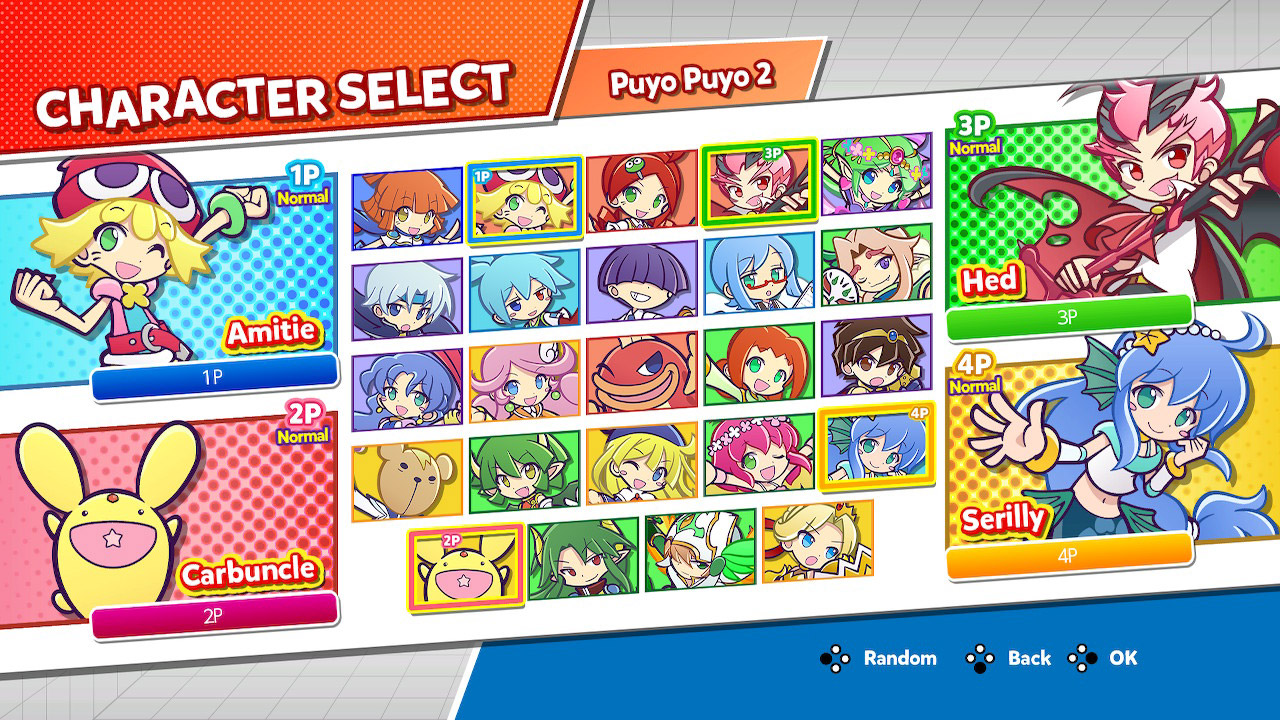 CHARACTER SELECT
Puyo Puyo 2
1P
Normal
Amitie
1P
2P
Normal
Carbuncle
2P
1P
3P
4P
2P
3P
Normal
Hed
3P
4P
Normal
Serilly
4P
Random
Back
OK